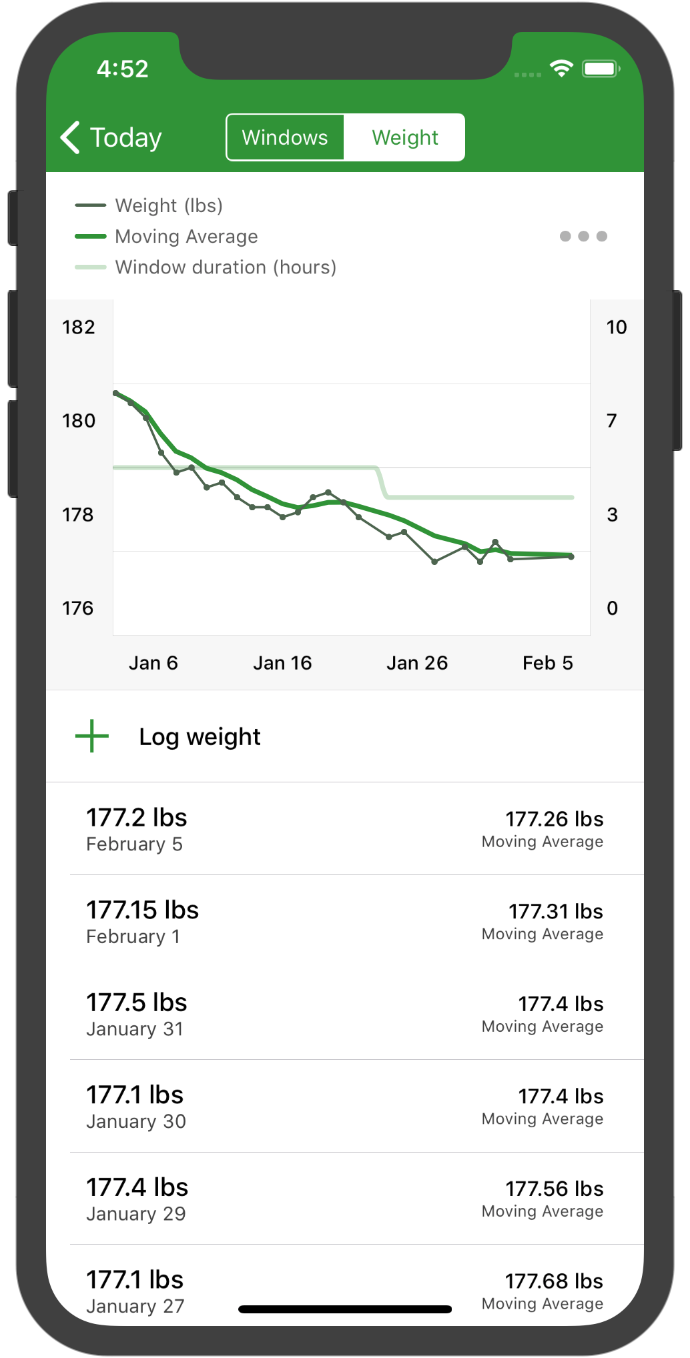 4:52
Today
Windows
Weight
Weight (lbs)
Moving Average
Window duration (hours)
182
10
180
7
178
3
176
0
Jan 6
Jan 16
Jan 26
Feb 5
Log weight
177.2 lbs
177.26 lbs
February 5
Moving Average
177.15 lbs
177.31 lbs
February 1
Moving Average
177.5 lbs
177.4 lbs
January 31
Moving Average
177.1 lbs
177.4 lbs
January 30
Moving Average
177.4 lbs
177.56 lbs
January 29
Moving Average
177.1 lbs
177.68 lbs
January 27
Moving Average